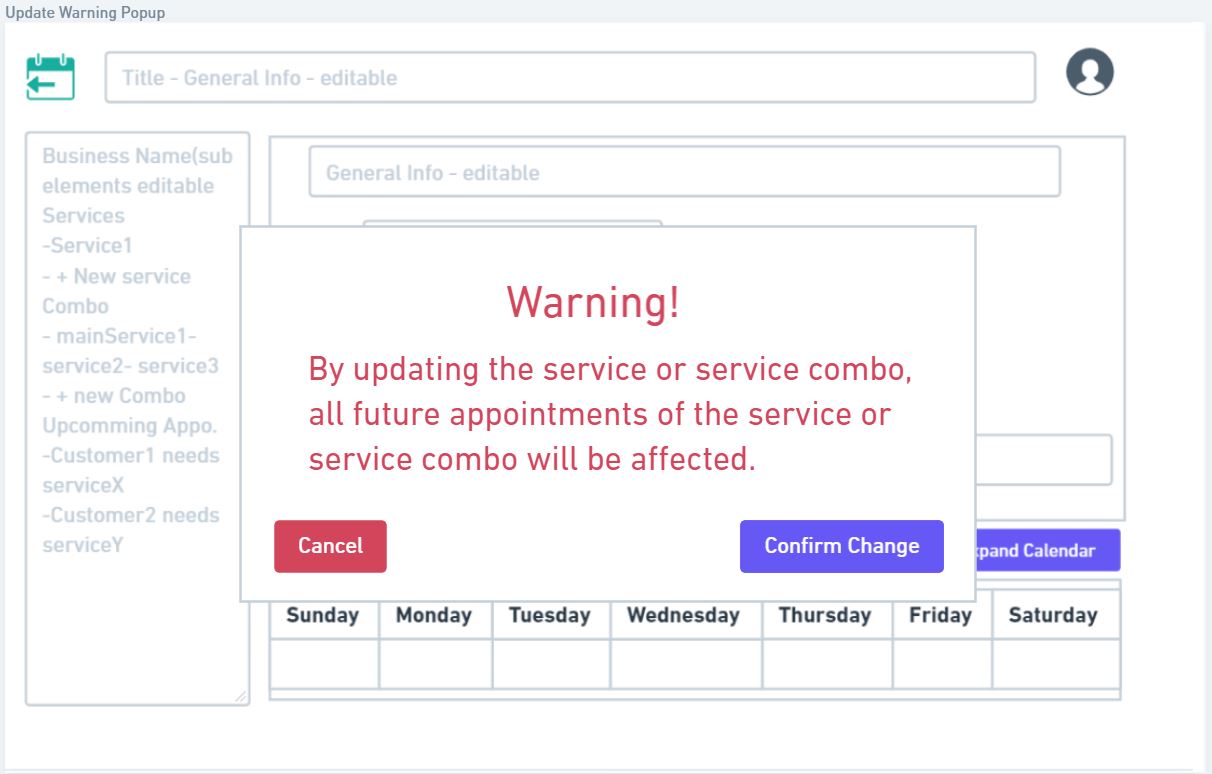 Update Warning Popup
Title - General Info - editable
Business Name(sub
elements editable
Services
-Service1
- + New service
Combo
- mainService1-
service2- service3
- + new Combo
Upcomming Appo.
-Customer1 needs
serviceX
-Customer2 needs
serviceY
General Info - editable
Warning!
By updating the service or service combo,
all future appointments of the service or
service combo will be affected.
Cancel
Confirm Change
xpand Calendar
Sunday Monday Tuesday Wednesday Thursday Friday Saturday